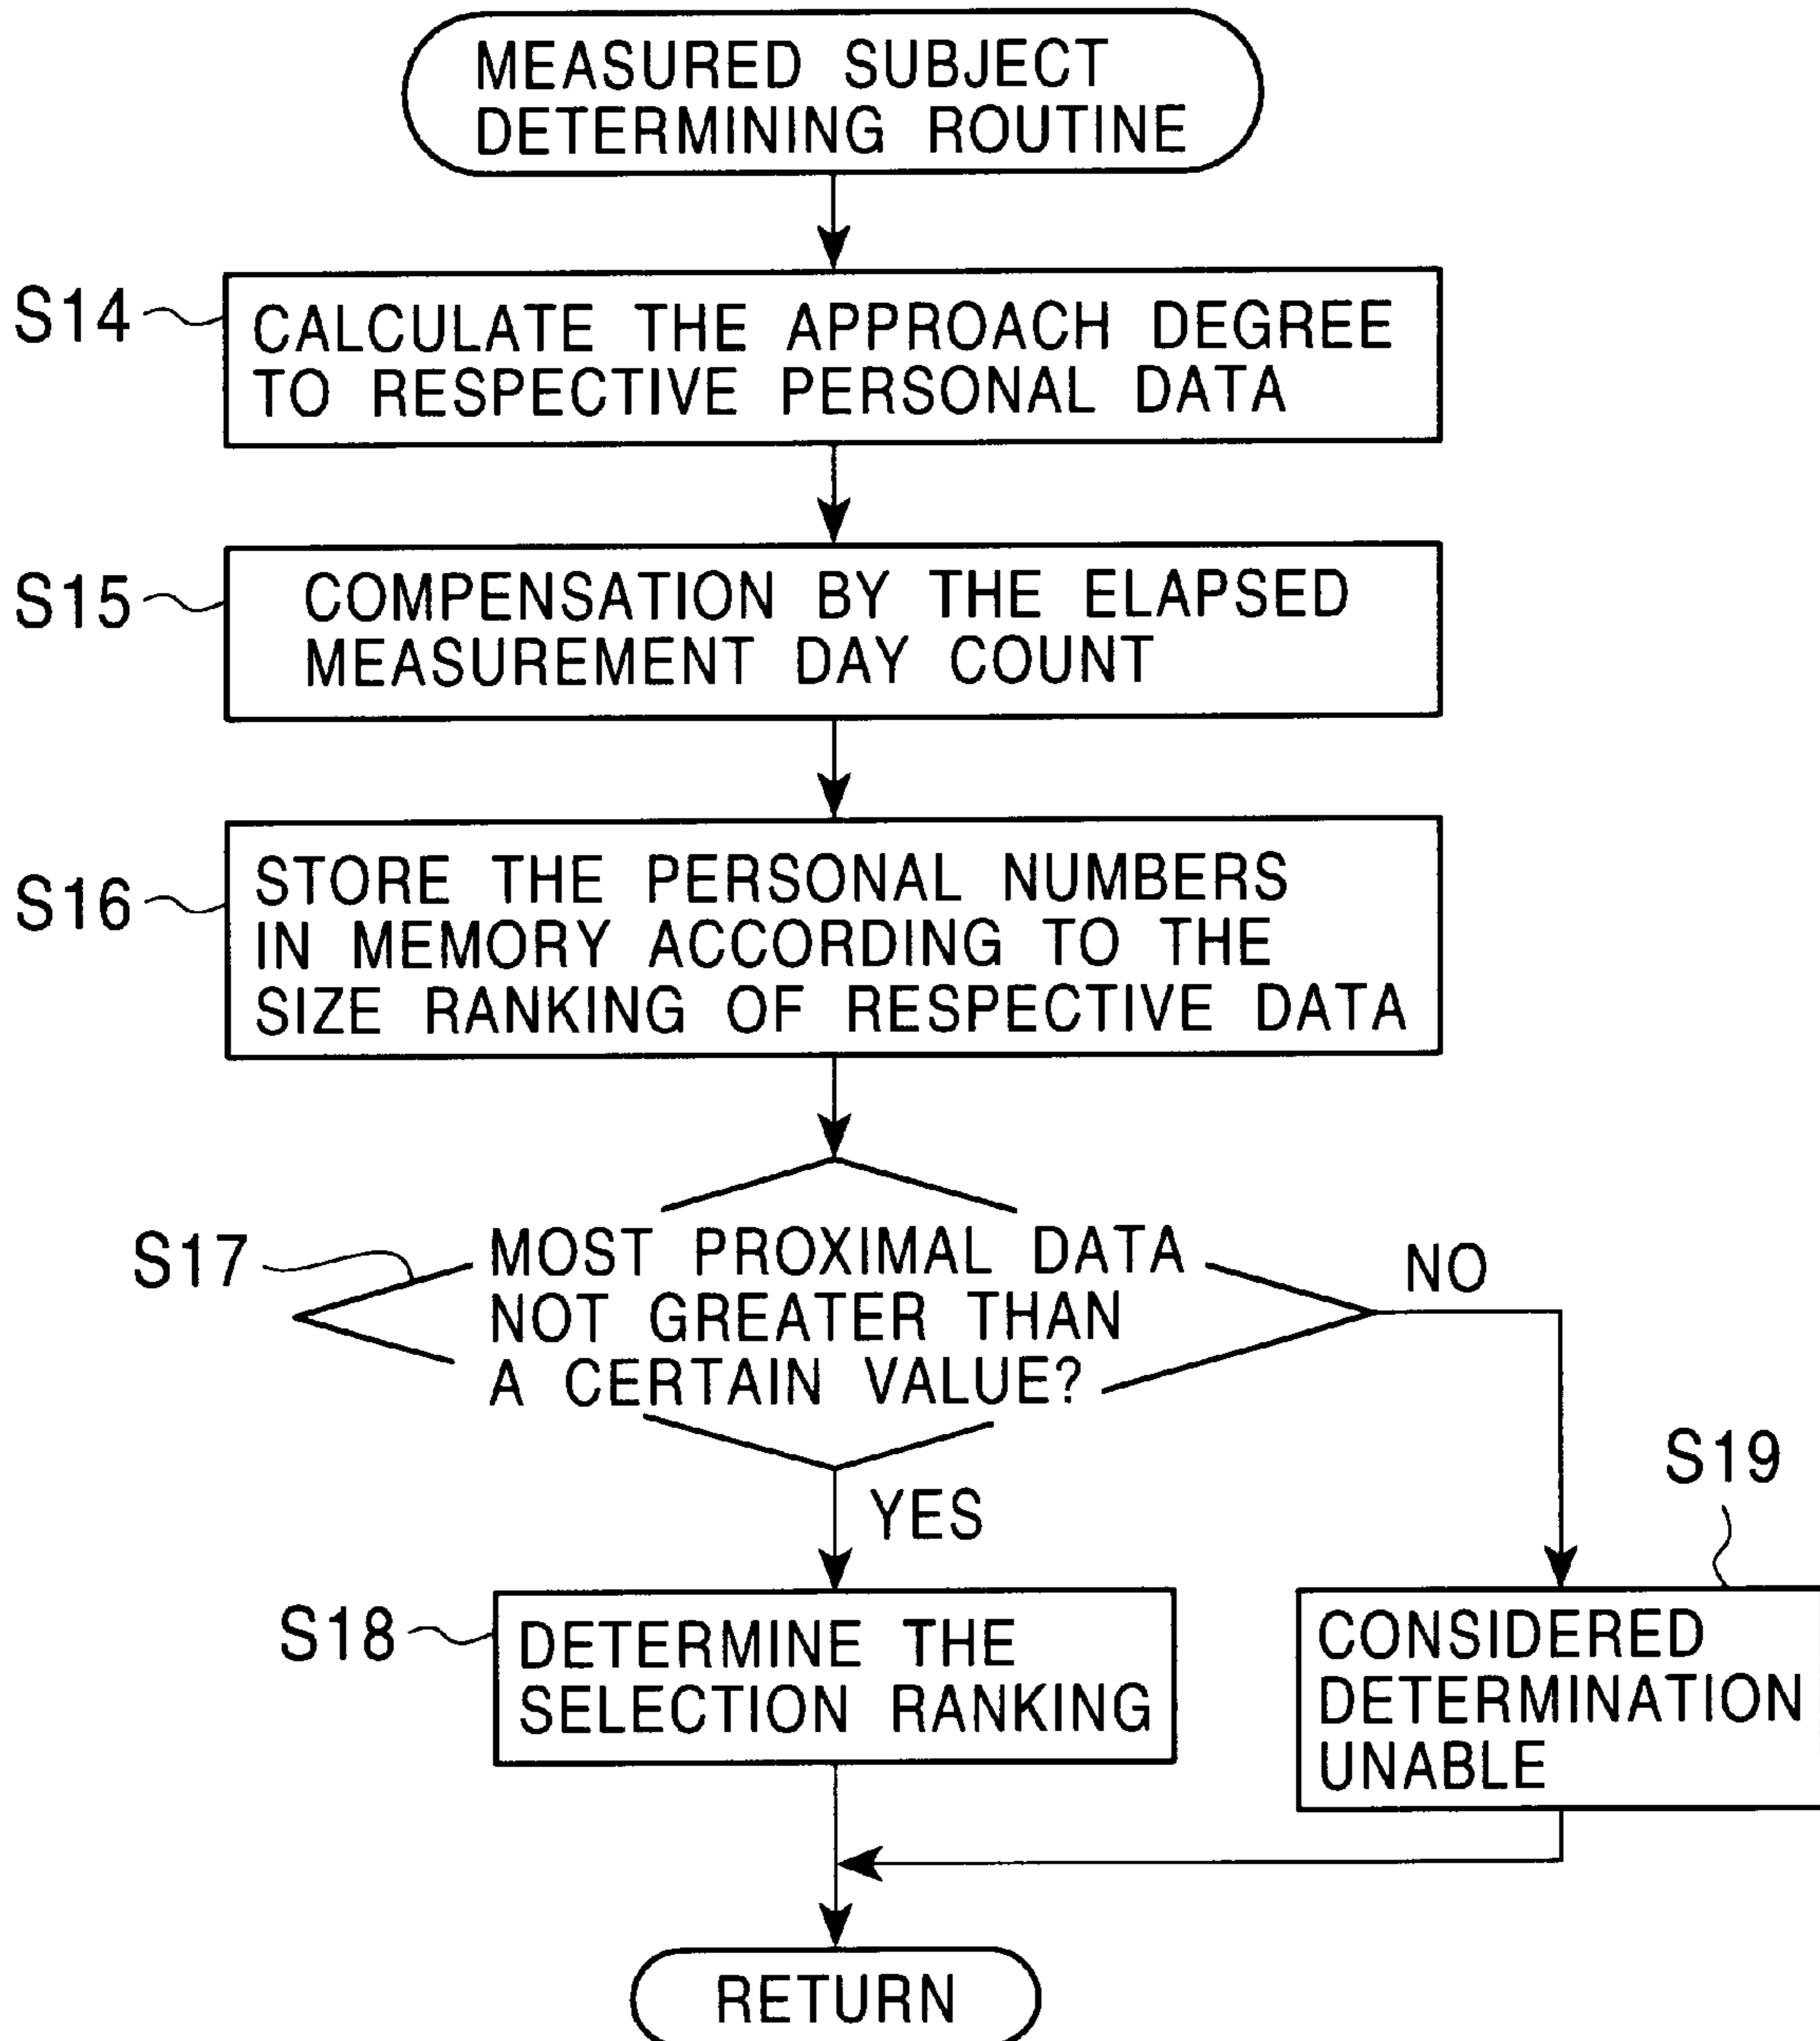 MEASURED SUBJECT
DETERMINING ROUTINE
S14
CALCULATE THE APPROACH DEGREE
TO RESPECTIVE PERSONAL DATA
S15
COMPENSATION BY THE ELAPSED
MEASUREMENT DAY COUNT
S16
STORE THE PERSONAL NUMBERS
IN MEMORY ACCORDING TO THE
SIZE RANKING OF RESPECTIVE DATA
S17
MOST PROXIMAL DATA
NOT GREATER THAN
A CERTAIN VALUE?
NO
YES
S19
S18
DETERMINE THE
SELECTION RANKING
CONSIDERED
DETERMINATION
UNABLE
RETURN